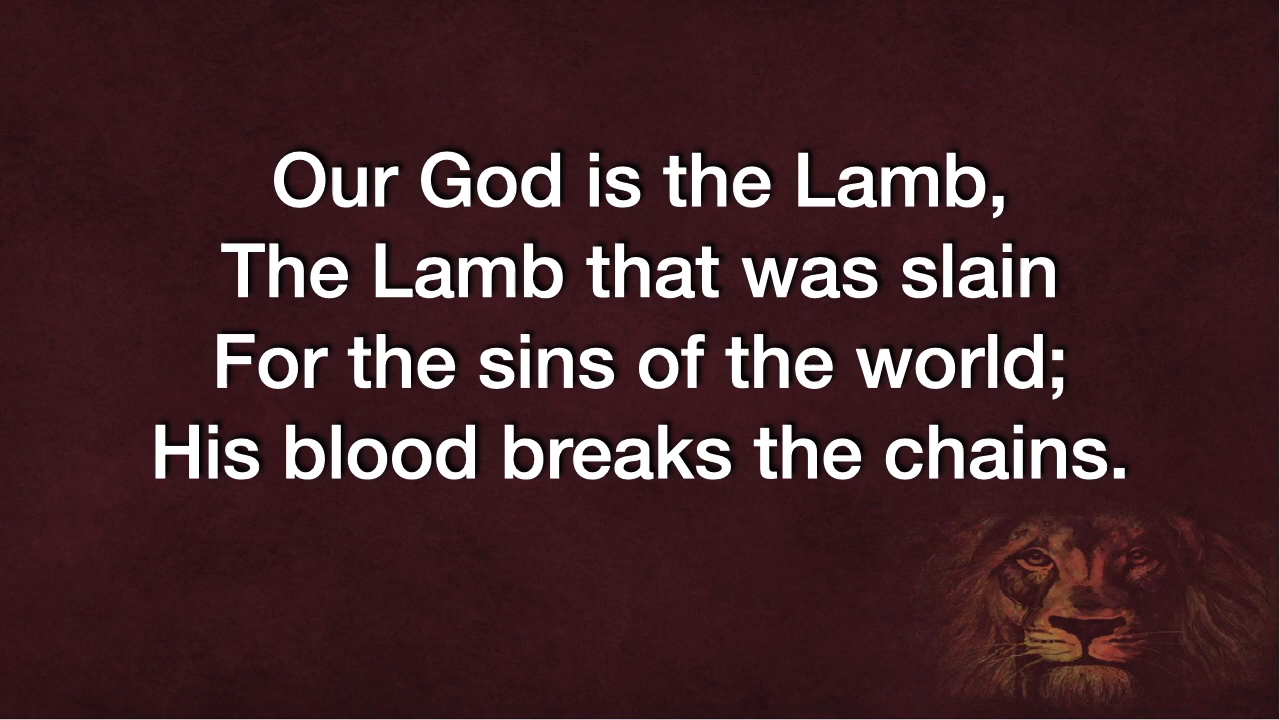 Our God is the Lamb,
The Lamb that was slain
For the sins of the world;
His blood breaks the chains.